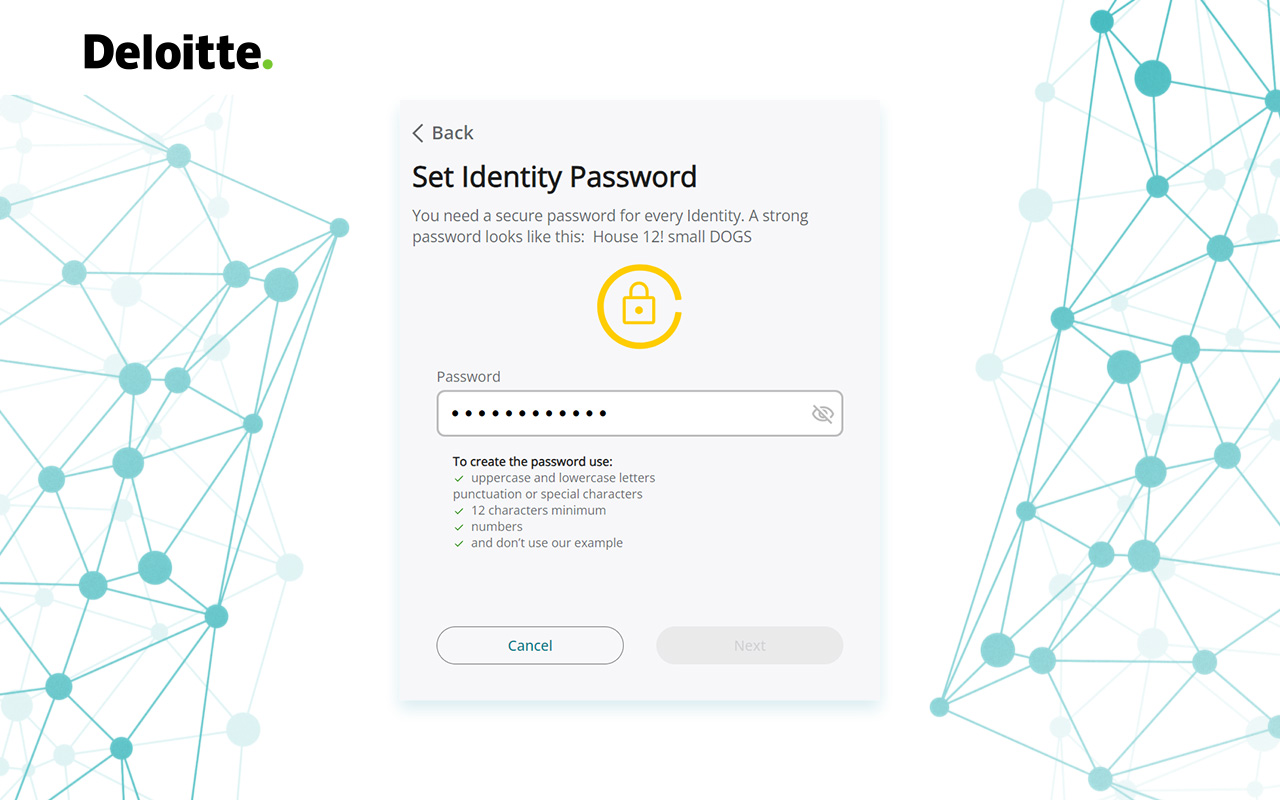 Deloitte.
Back
Set Identity Password
You need a secure password for every Identity. A strong
password looks like this:  House 12! small DOGS
Password
••••••••••••
To create the password use:
uppercase and lowercase letters
punctuation or special characters
12 characters minimum
numbers
and don’t use our example
Cancel
Next